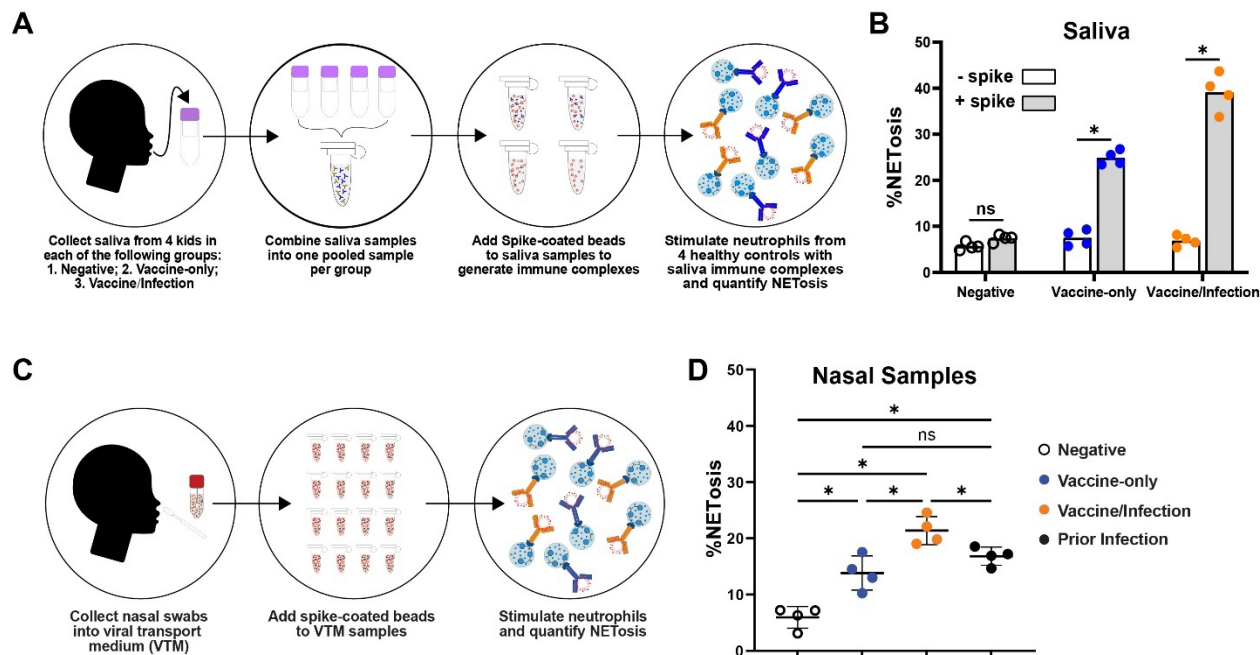 A
Collect saliva from 4 kids in
each of the following groups:
1. Negative; 2. Vaccine-only;
3. Vaccine/Infection
Combine saliva samples
into one pooled sample
per group
Add Spike-coated beads
to saliva samples to
generate immune complexes
Stimulate neutrophils from
4 healthy controls with
saliva immune complexes
and quantify NETosis
B
Saliva
%NETosis
50
40
30
20
10
0
- spike
+ spike
ns
*
*
Negative
Vaccine-only
Vaccine/Infection
C
Collect nasal swabs
into viral transport
medium (VTM)
Add spike-coated beads
to VTM samples
Stimulate neutrophils
and quantify NETosis
D
Nasal Samples
%NETosis
50
40
30
20
10
0
*
ns
*
* * *
Negative
Vaccine-only
Vaccine/Infection
Prior Infection